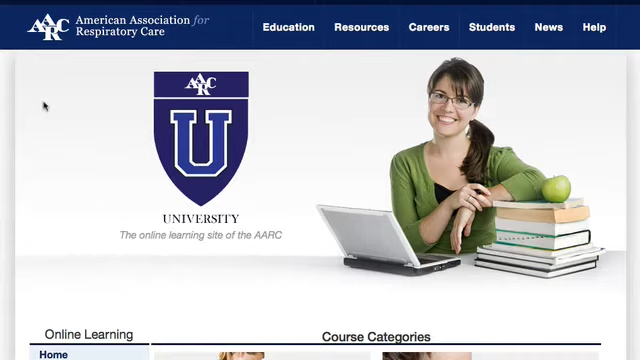 AARC
American Association for
Respiratory Care
Education
Resources
Careers
Students
News
Help
AARC
U
UNIVERSITY
The online learning site of the AARC
Online Learning
Course Categories
Home